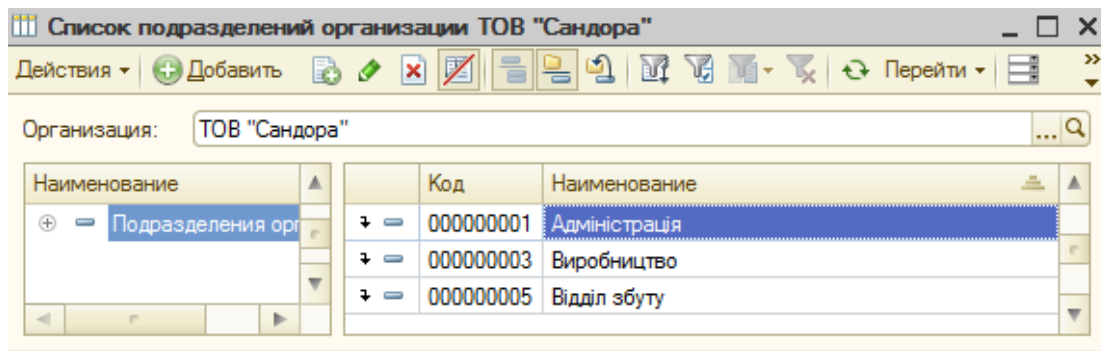 Список подразделений организации ТОВ "Сандора"
Действия Добавить Перейти
Организация: ТОВ "Сандора" ...
Наименование Код Наименование
Подразделения орг 000000001 Адміністрація
000000003 Виробництво
000000005 Відділ збуту